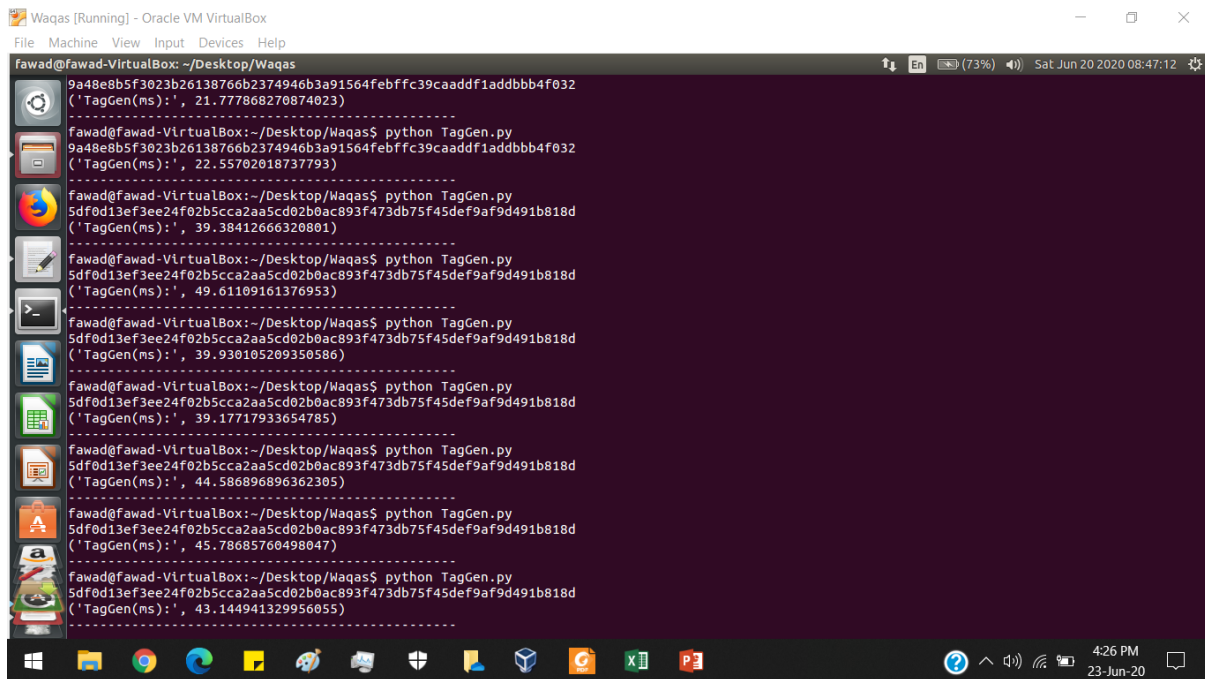 Waqas [Running] - Oracle VM VirtualBox
File Machine View Input Devices Help
fawad@fawad-VirtualBox: ~/Desktop/Waqas En (73%) Sat Jun 20 2020 08:47:12
9a48e8b5f3023b26138766b2374946b3a91564febffc39caaddf1addbbb4f032
('TagGen(ms):', 21.777868270874023)
-------------------------------------------------
fawad@fawad-VirtualBox:~/Desktop/Waqas$ python TagGen.py
9a48e8b5f3023b26138766b2374946b3a91564febffc39caaddf1addbbb4f032
('TagGen(ms):', 22.55702018737793)
-------------------------------------------------
fawad@fawad-VirtualBox:~/Desktop/Waqas$ python TagGen.py
5df0d13ef3ee24f02b5cca2aa5cd02b0ac893f473db75f45def9af9d491b818d
('TagGen(ms):', 39.38412666320801)
-------------------------------------------------
fawad@fawad-VirtualBox:~/Desktop/Waqas$ python TagGen.py
5df0d13ef3ee24f02b5cca2aa5cd02b0ac893f473db75f45def9af9d491b818d
('TagGen(ms):', 49.61109161376953)
-------------------------------------------------
fawad@fawad-VirtualBox:~/Desktop/Waqas$ python TagGen.py
5df0d13ef3ee24f02b5cca2aa5cd02b0ac893f473db75f45def9af9d491b818d
('TagGen(ms):', 39.930105209350586)
-------------------------------------------------
fawad@fawad-VirtualBox:~/Desktop/Waqas$ python TagGen.py
5df0d13ef3ee24f02b5cca2aa5cd02b0ac893f473db75f45def9af9d491b818d
('TagGen(ms):', 39.17717933654785)
-------------------------------------------------
fawad@fawad-VirtualBox:~/Desktop/Waqas$ python TagGen.py
5df0d13ef3ee24f02b5cca2aa5cd02b0ac893f473db75f45def9af9d491b818d
('TagGen(ms):', 44.586896896362305)
-------------------------------------------------
fawad@fawad-VirtualBox:~/Desktop/Waqas$ python TagGen.py
5df0d13ef3ee24f02b5cca2aa5cd02b0ac893f473db75f45def9af9d491b818d
('TagGen(ms):', 45.78685760498047)
-------------------------------------------------
fawad@fawad-VirtualBox:~/Desktop/Waqas$ python TagGen.py
5df0d13ef3ee24f02b5cca2aa5cd02b0ac893f473db75f45def9af9d491b818d
('TagGen(ms):', 43.144941329956055)
-------------------------------------------------
4:26 PM
23-Jun-20